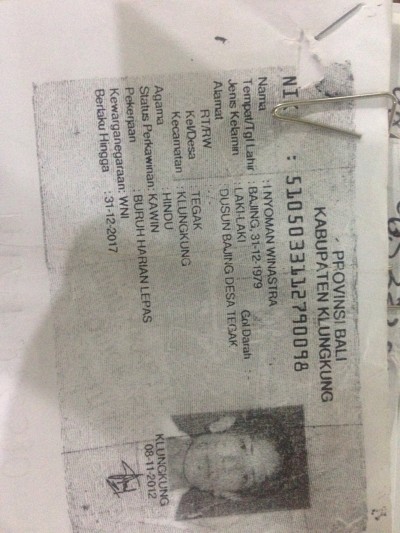 PROVINSI BALI
KABUPATEN KLUNGKUNG
NIK : 5105033112790098
Nama : I NYOMAN WINASTRA
Tempat/Tgl Lahir : BAJING, 31-12-1979
Jenis Kelamin : LAKI-LAKI Gol Darah : -
Alamat DUSUN BAJING DESA TEGAK
RT/RW
Kel/Desa : TEGAK
Kecamatan : KLUNGKUNG
Agama : HINDU
Status Perkawinan: KAWIN
Pekerjaan : BURUH HARIAN LEPAS
Kewarganegaraan: WNI
Berlaku Hingga : 31-12-2017
KLUNGKUNG
08-11-2012